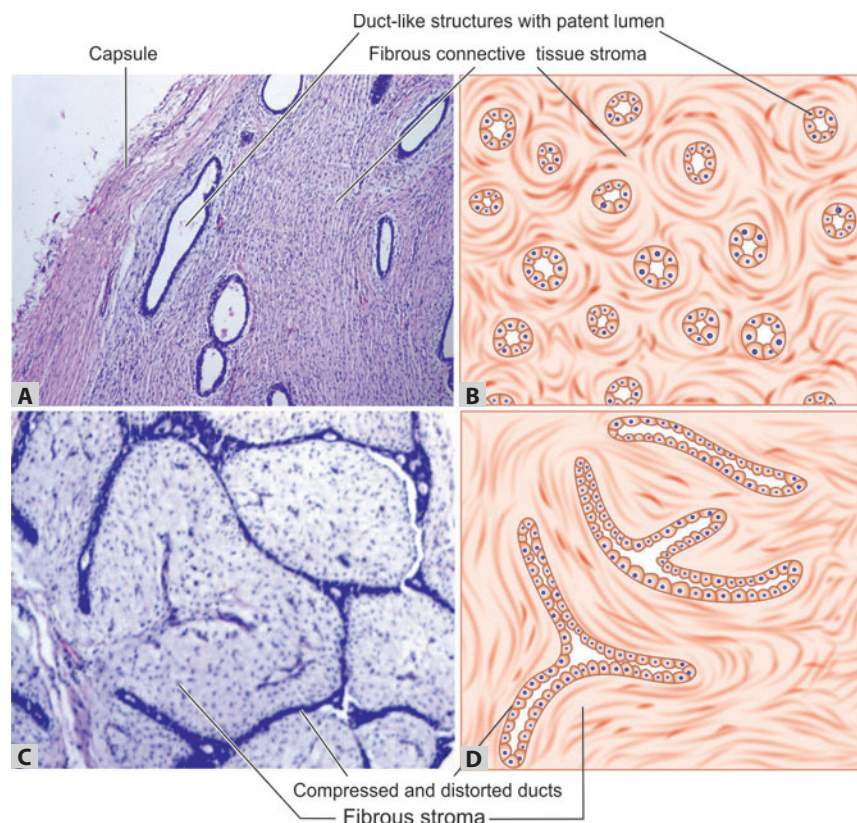 Duct-like structures with patent lumen
Capsule
Fibrous connective tissue stroma
A
B
C
D
Compressed and distorted ducts
Fibrous stroma